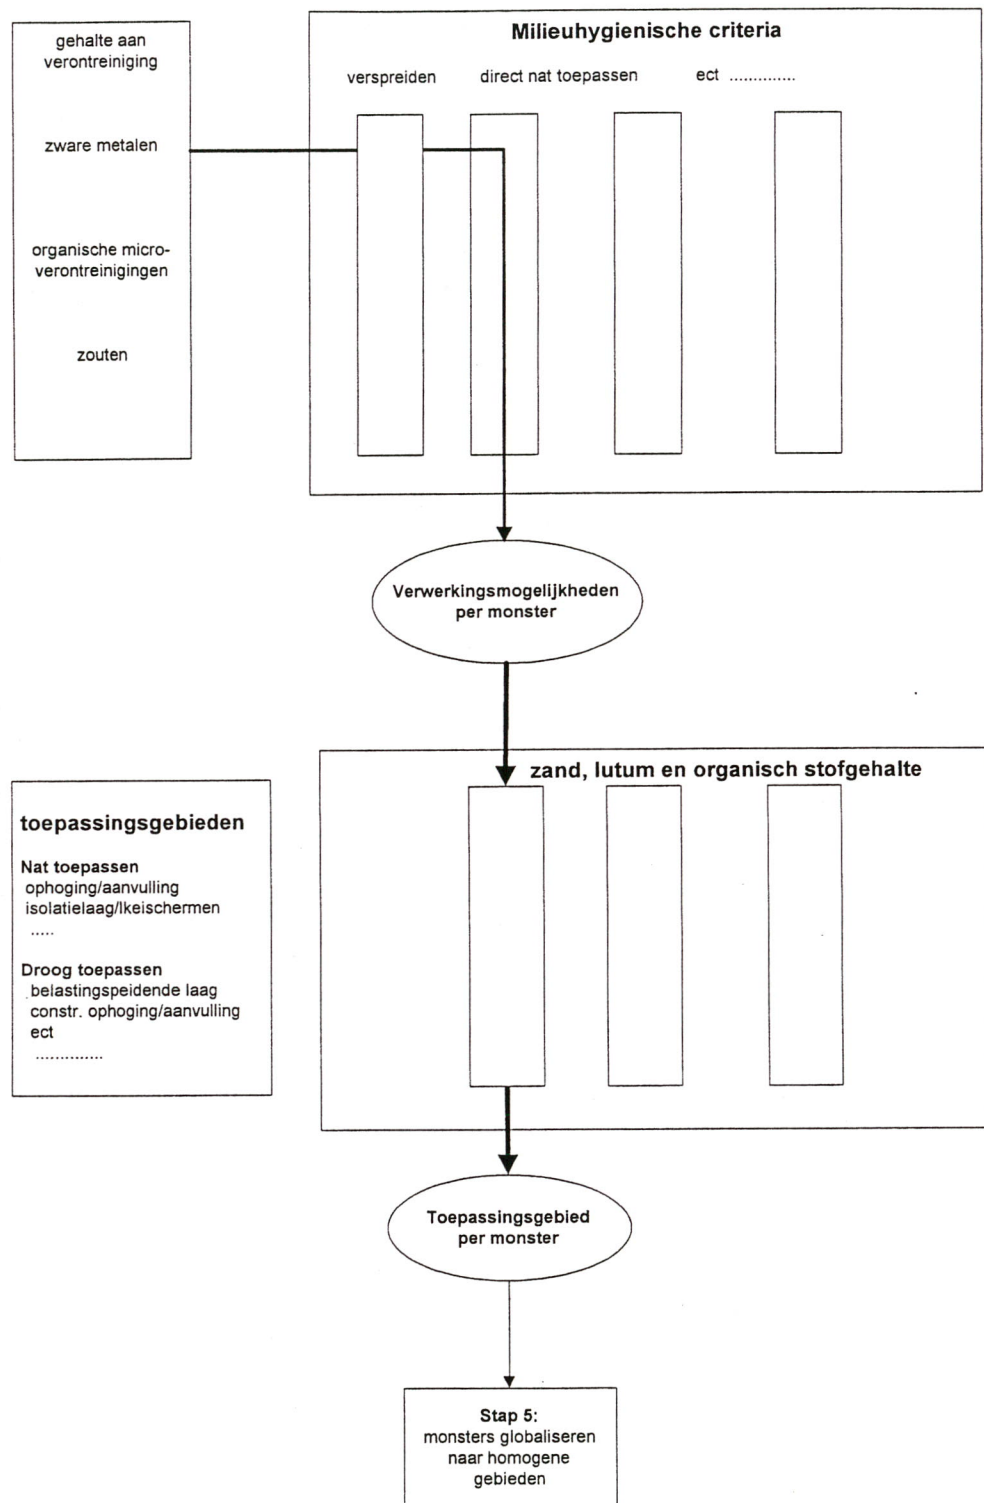 gehalte aan
verontreiniging
zware metalen
organische micro-
verontreinigingen
zouten
Milieuhygienische criteria
verspreiden direct nat toepassen ect ..............
Verwerkingsmogelijkheden
per monster
zand, lutum en organisch stofgehalte
toepassingsgebieden
Nat toepassen
ophoging/aanvulling
isolatielaag/lkeischermen
.....
Droog toepassen
belastingspeidende laag
constr. ophoging/aanvulling
ect
..............
Toepassingsgebied
per monster
Stap 5:
monsters globaliseren
naar homogene
gebieden